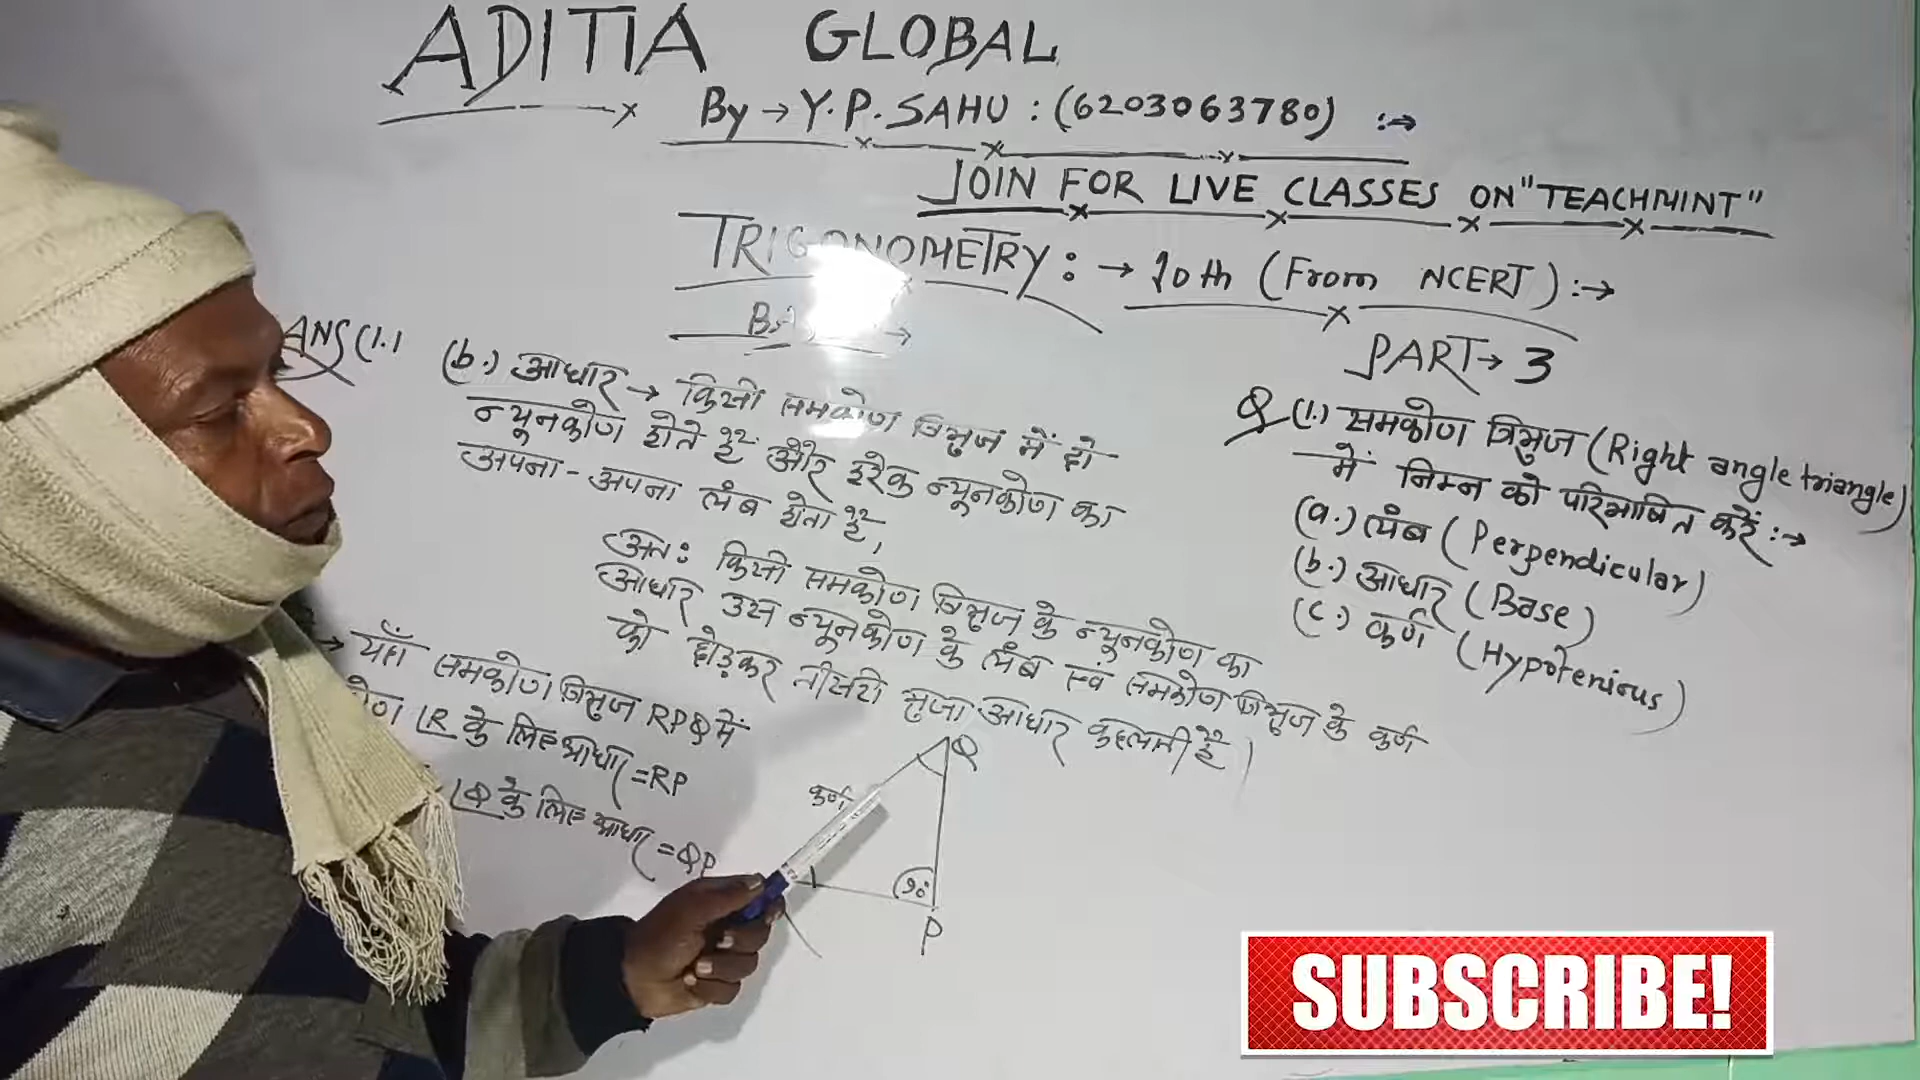 ADITIA GLOBAL
By → Y.P. SAHU : (6203063780) :→
JOIN FOR LIVE CLASSES ON "TEACHMINT"
TRIGONOMETRY : → 10th (From NCERT) :→
PART → 3
ANS (1.)
(b.) आधार → किसी समकोण त्रिभुज में दो
न्यूनकोण होते हैं और हरेक न्यूनकोण का
अपना - अपना लंब होता है,
अतः किसी समकोण त्रिभुज के न्यूनकोण का
आधार उस न्यूनकोण के लंब एवं समकोण त्रिभुज के कर्ण
को छोड़कर तीसरी भुजा आधार कहलाती है।
→ यहाँ समकोण त्रिभुज RPQ में
∠R के लिए आधार = RP
∠Q के लिए आधार = QP
कर्ण
Q
90°
P
Q (1.) समकोण त्रिभुज (Right angle triangle)
में निम्न को परिभाषित करें :→
(a.) लंब (Perpendicular)
(b.) आधार (Base)
(c.) कर्ण (Hypotenious)
SUBSCRIBE!